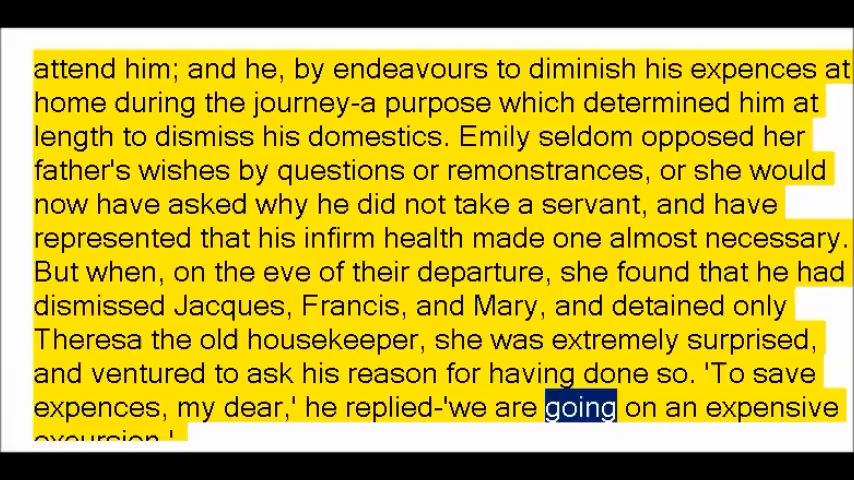 attend him; and he, by endeavours to diminish his expences at
home during the journey-a purpose which determined him at
length to dismiss his domestics. Emily seldom opposed her
father's wishes by questions or remonstrances, or she would
now have asked why he did not take a servant, and have
represented that his infirm health made one almost necessary.
But when, on the eve of their departure, she found that he had
dismissed Jacques, Francis, and Mary, and detained only
Theresa the old housekeeper, she was extremely surprised,
and ventured to ask his reason for having done so. 'To save
expences, my dear,' he replied-'we are going on an expensive
excursion.'